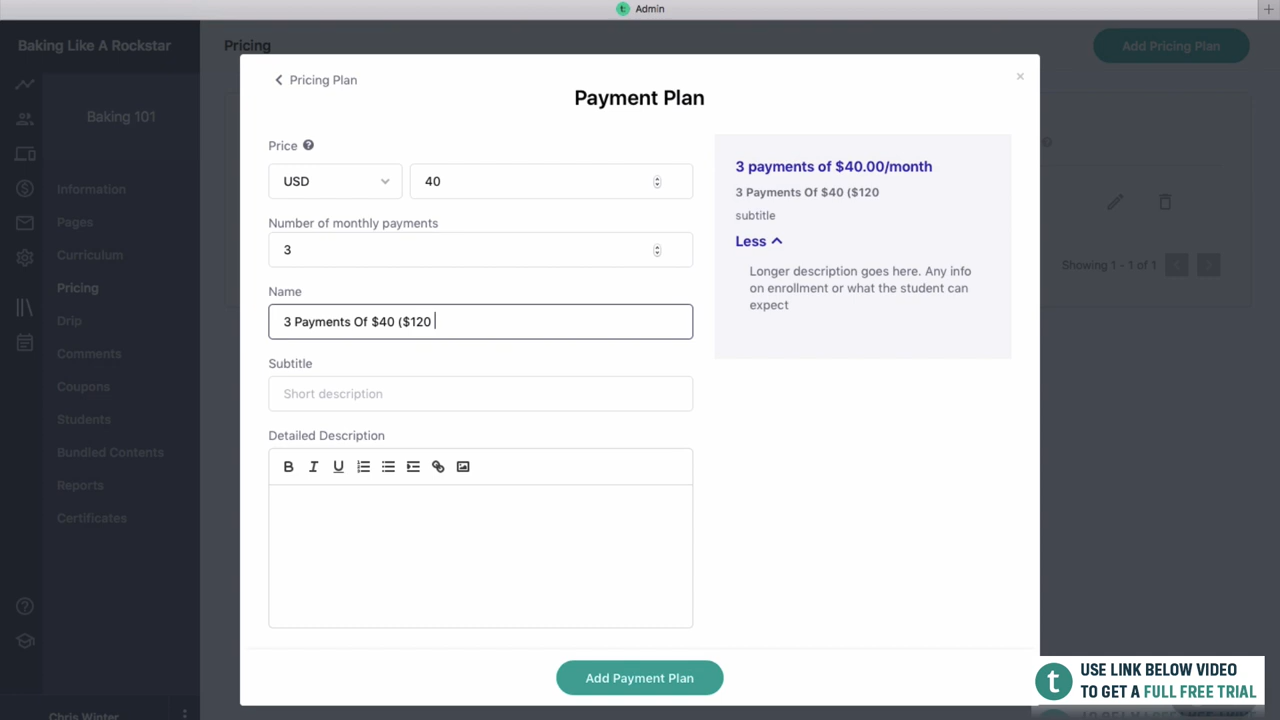 Admin
Baking Like A Rockstar
Pricing
Add Pricing Plan
Baking 101
Information
Pages
Curriculum
Pricing
Drip
Comments
Coupons
Students
Bundled Contents
Reports
Certificates
Chris Winter
Pricing Plan
Payment Plan
Price
USD
40
Number of monthly payments
3
Name
3 Payments Of $40 ($120
Subtitle
Short description
Detailed Description
B I U
Add Payment Plan
3 payments of $40.00/month
3 Payments Of $40 ($120
subtitle
Less
Longer description goes here. Any info
on enrollment or what the student can
expect
Showing 1 - 1 of 1
t USE LINK BELOW VIDEO
TO GET A FULL FREE TRIAL